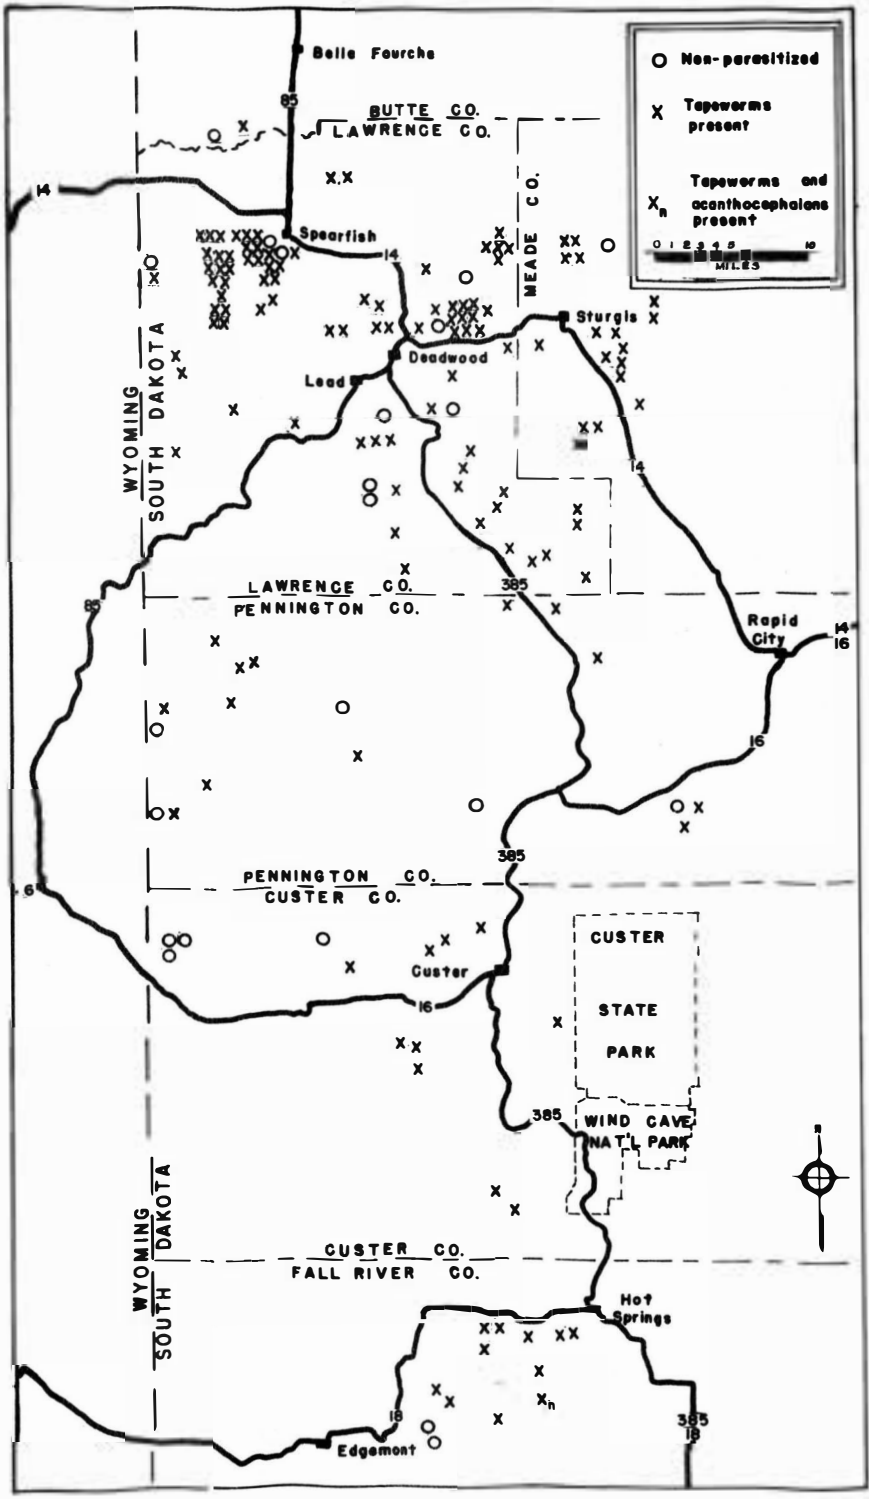 Belle Fourche
85
BUTTE CO.
LAWRENCE CO.
O Non-parasitized
X Tapeworms
present
Xn Tapeworms and
acanthocephalans
present
0 1 2 3 4 5 10
MILES
14
MEADE CO.
Spearfish
14
Sturgis
Deadwood
Lead
WYOMING
SOUTH DAKOTA
14
LAWRENCE CO.
PENNINGTON CO.
385
85
Rapid
City
14
16
16
385
PENNINGTON CO.
CUSTER CO.
6
CUSTER
STATE
PARK
Custer
16
385
WIND CAVE
NAT'L PARK
N
WYOMING
SOUTH DAKOTA
CUSTER CO.
FALL RIVER CO.
Hot
Springs
Xn
18
385
18
Edgemont